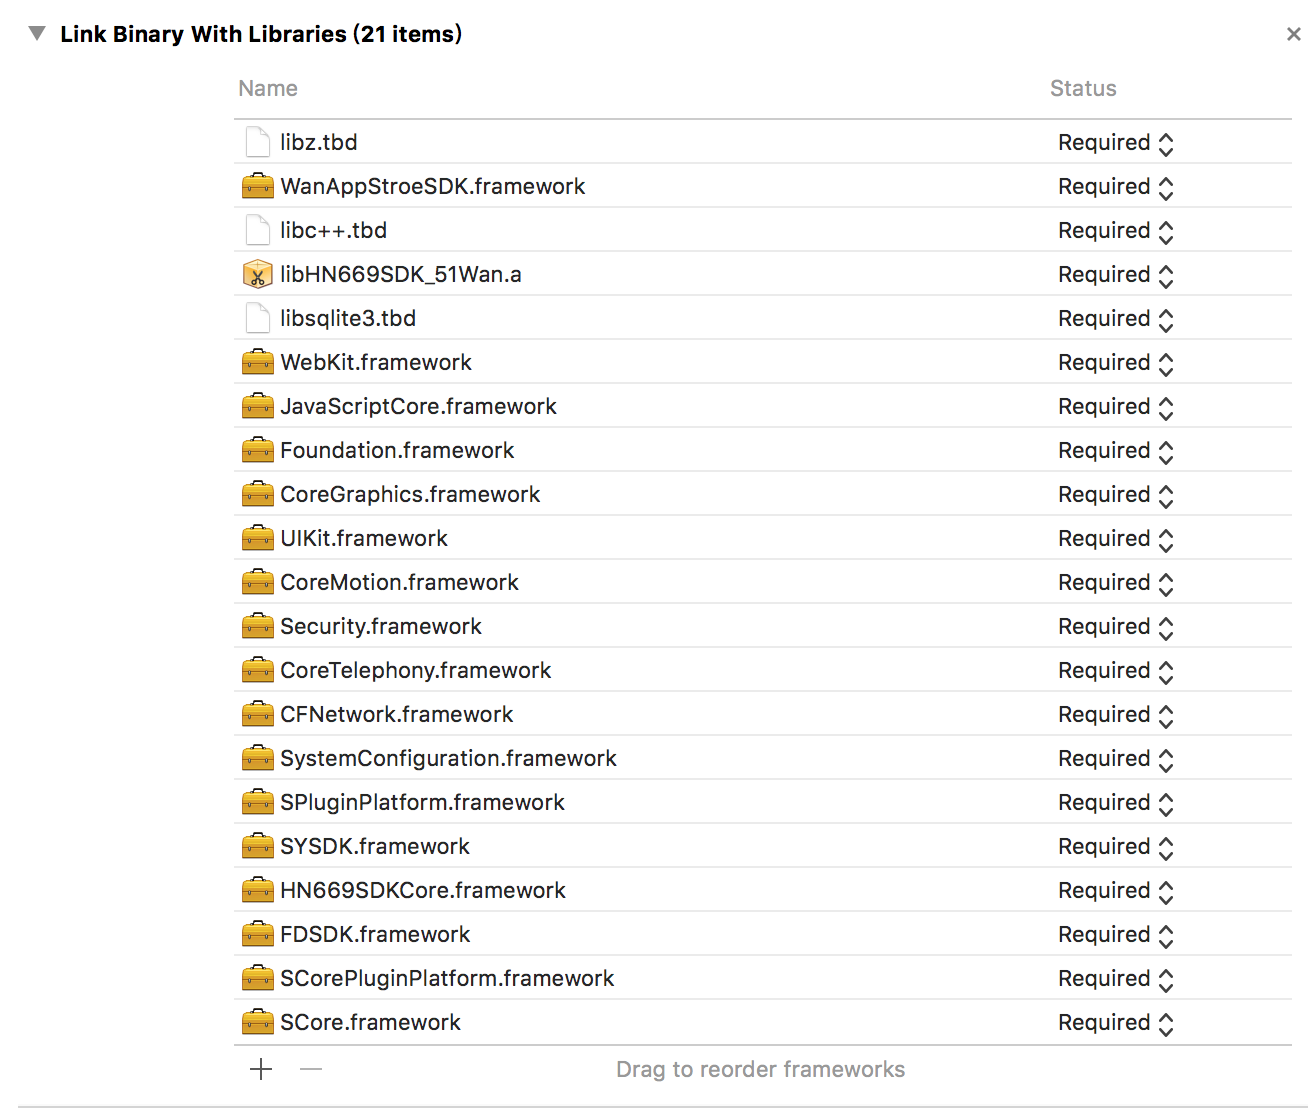 Link Binary With Libraries (21 items)
Name Status
libz.tbd Required
WanAppStroeSDK.framework Required
libc++.tbd Required
libHN669SDK_51Wan.a Required
libsqlite3.tbd Required
WebKit.framework Required
JavaScriptCore.framework Required
Foundation.framework Required
CoreGraphics.framework Required
UIKit.framework Required
CoreMotion.framework Required
Security.framework Required
CoreTelephony.framework Required
CFNetwork.framework Required
SystemConfiguration.framework Required
SPluginPlatform.framework Required
SYSDK.framework Required
HN669SDKCore.framework Required
FDSDK.framework Required
SCorePluginPlatform.framework Required
SCore.framework Required
Drag to reorder frameworks